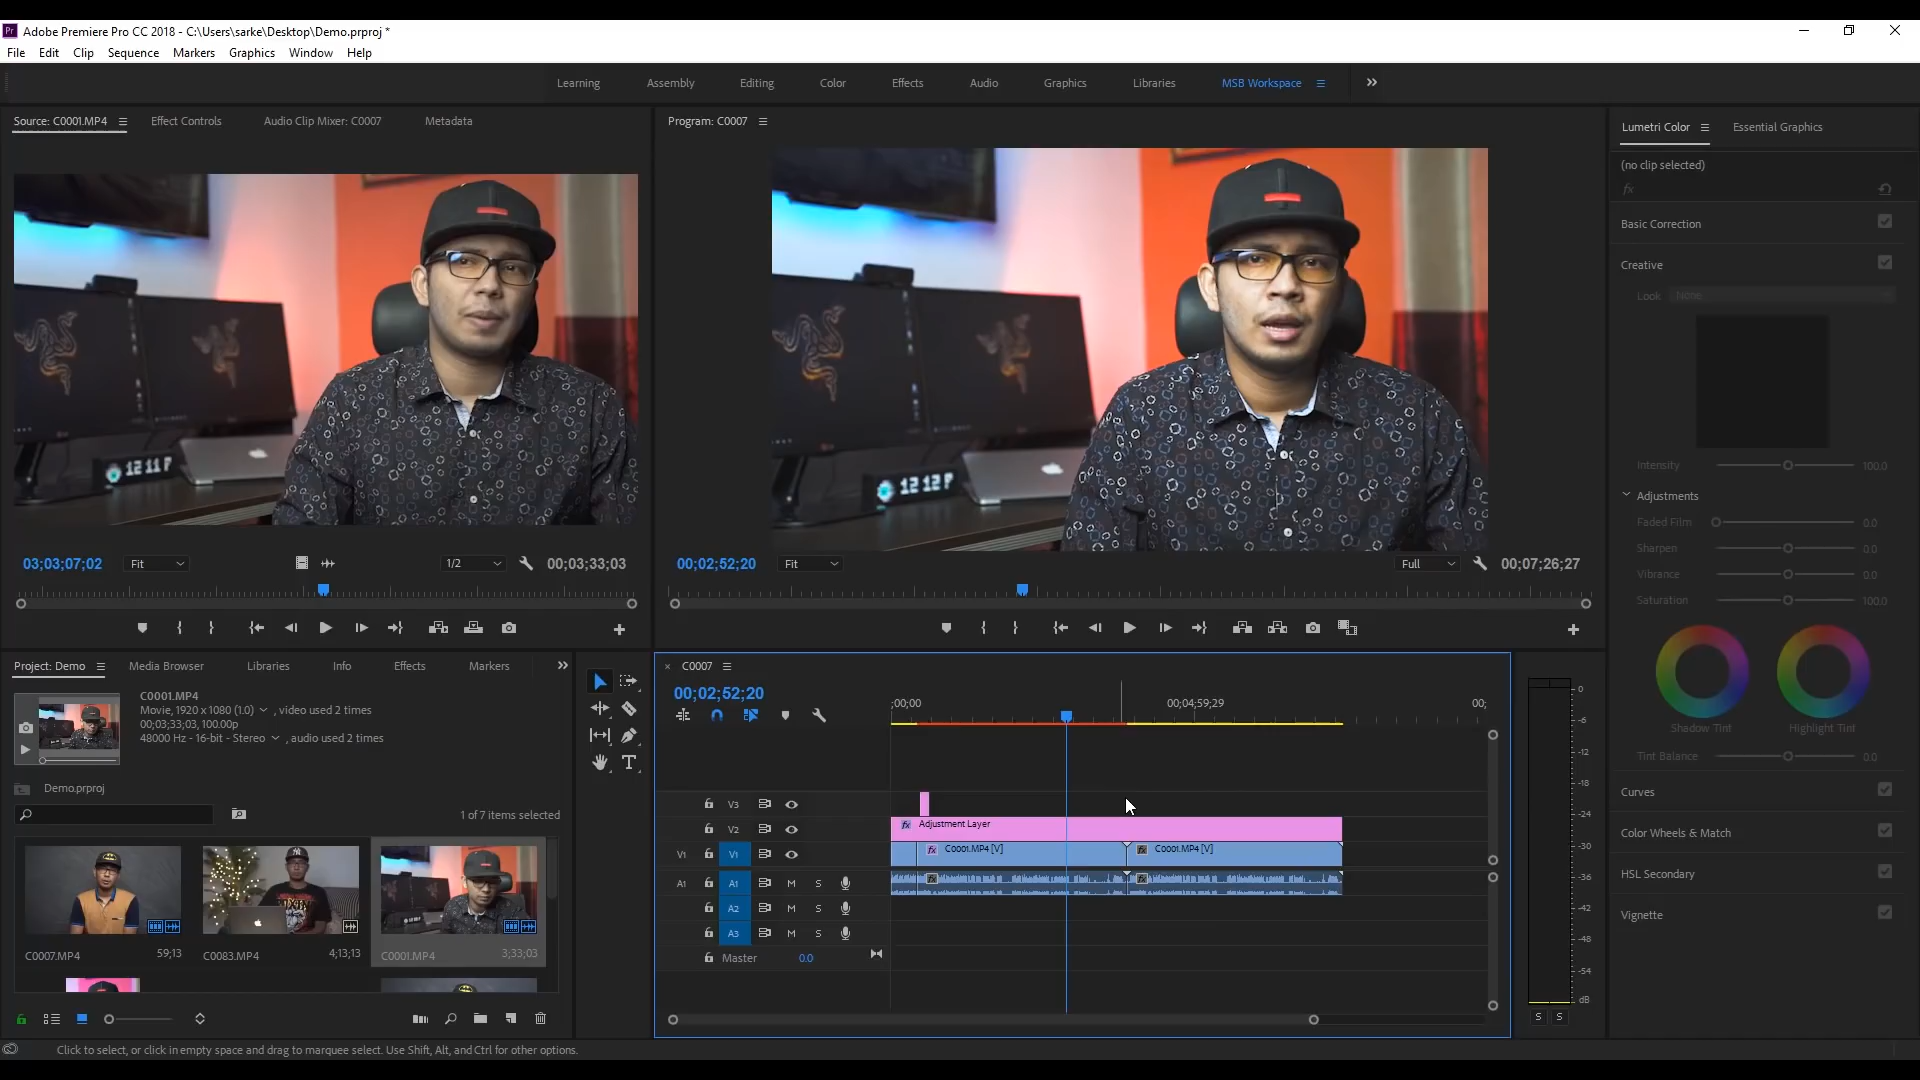 Adobe Premiere Pro CC 2018 - C:\Users\sarke\Desktop\Demo.prproj *
File Edit Clip Sequence Markers Graphics Window Help
Learning Assembly Editing Color Effects Audio Graphics Libraries MSB Workspace
Source: C0001.MP4 Effect Controls Audio Clip Mixer: C0007 Metadata
Program: C0007
Lumetri Color Essential Graphics
(no clip selected)
fx
Basic Correction
Creative
Look None
Intensity 100.0
Adjustments
Faded Film 0.0
Sharpen 0.0
Vibrance 0.0
Saturation 100.0
Shadow Tint Highlight Tint
Tint Balance 0.0
Curves
Color Wheels & Match
HSL Secondary
Vignette
12 11 P
12 12 P
03;03;07;02 Fit 1/2 00;03;33;03
00;02;52;20 Fit Full 00;07;26;27
Project: Demo Media Browser Libraries Info Effects Markers
C0001.MP4
Movie, 1920 x 1080 (1.0) , video used 2 times
00;03;33;03, 100.00p
48000 Hz - 16-bit - Stereo , audio used 2 times
Demo.prproj
1 of 7 items selected
C0007.MP4 59;13
C0083.MP4 4;13;13
C0001.MP4 3;33;03
C0007
00;02;52;20
;00;00 00;04;59;29 00;
V3
V2 fx Adjustment Layer
V1 V1 fx C0001.MP4 [V] fx C0001.MP4 [V]
A1 A1 M S fx fx
A2 M S
A3 M S
Master 0.0
0
-6
-12
-18
-24
-30
-36
-42
-48
-54
dB
S S
Click to select, or click in empty space and drag to marquee select. Use Shift, Alt, and Ctrl for other options.